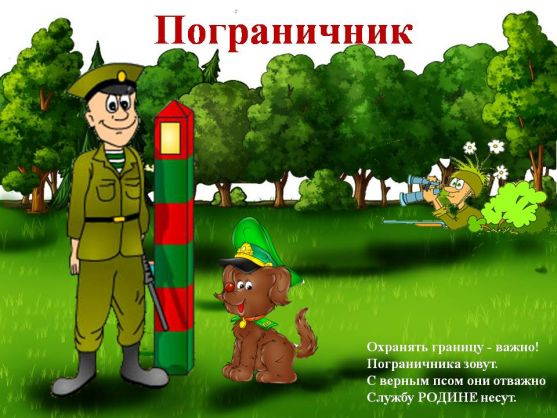 Пограничник
Охранять границу - важно!
Пограничника зовут.
С верным псом они отважно
Службу РОДИНЕ несут.